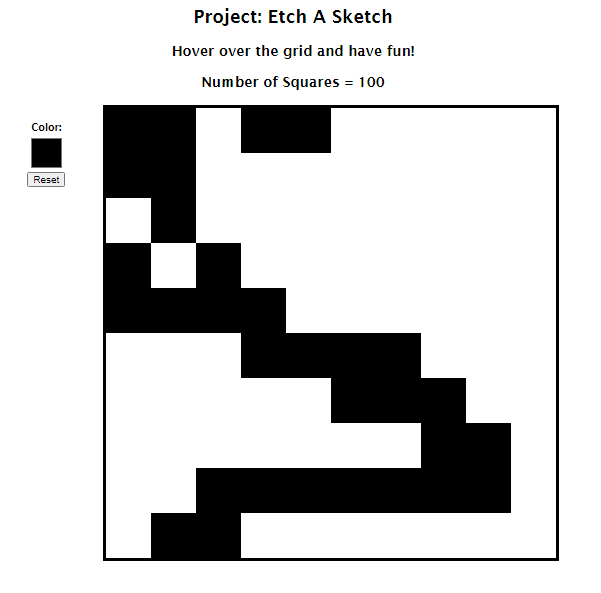 Project: Etch A Sketch
Hover over the grid and have fun!
Number of Squares = 100
Color:
Reset